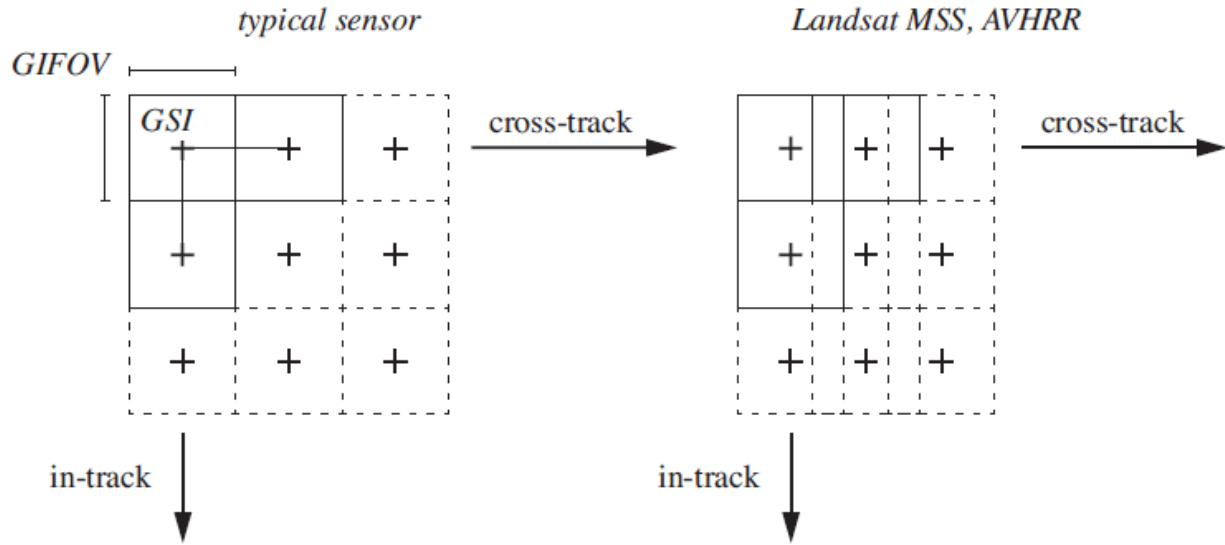 typical sensor
Landsat MSS, AVHRR
GIFOV
GSI
cross-track
cross-track
in-track
in-track